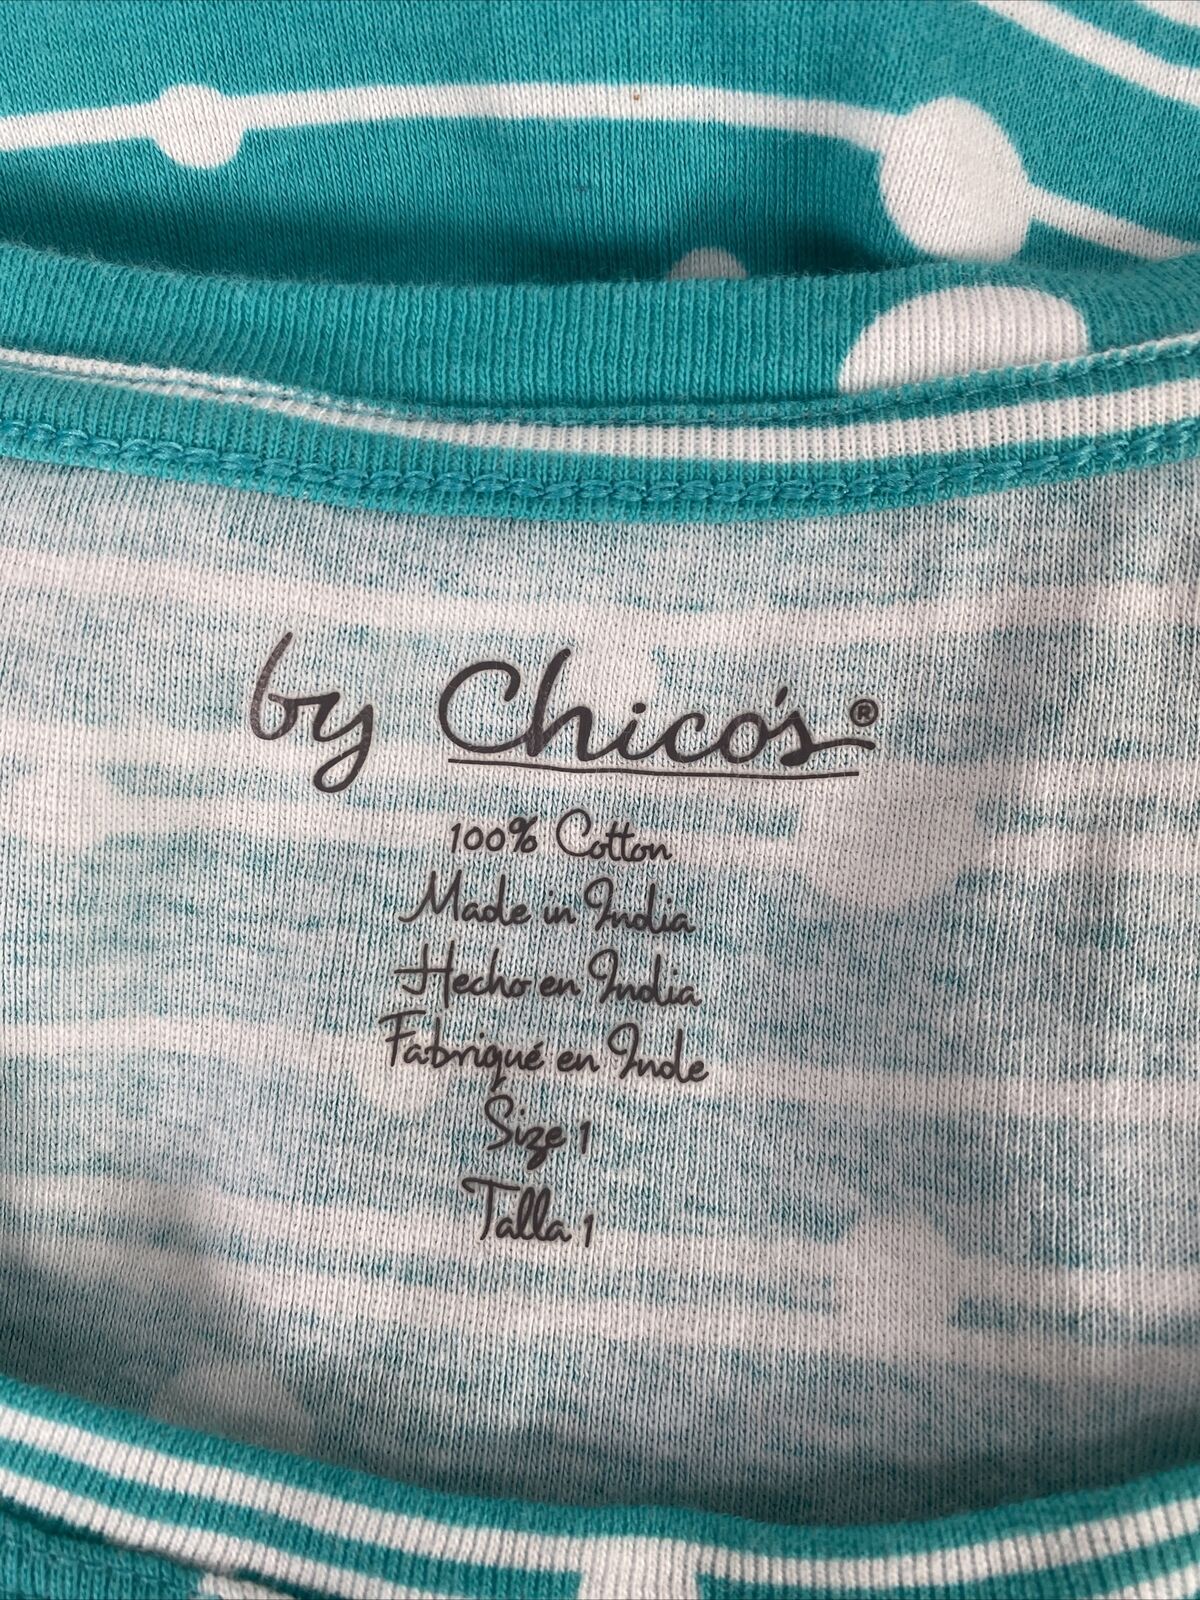 by Chico's®
100% Cotton
Made in India
Hecho en India
Fabriqué en Inde
Size 1
Talla 1